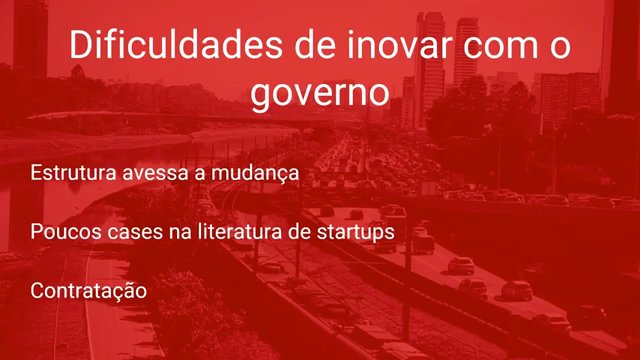 Dificuldades de inovar com o
governo
Estrutura avessa a mudança
Poucos cases na literatura de startups
Contratação